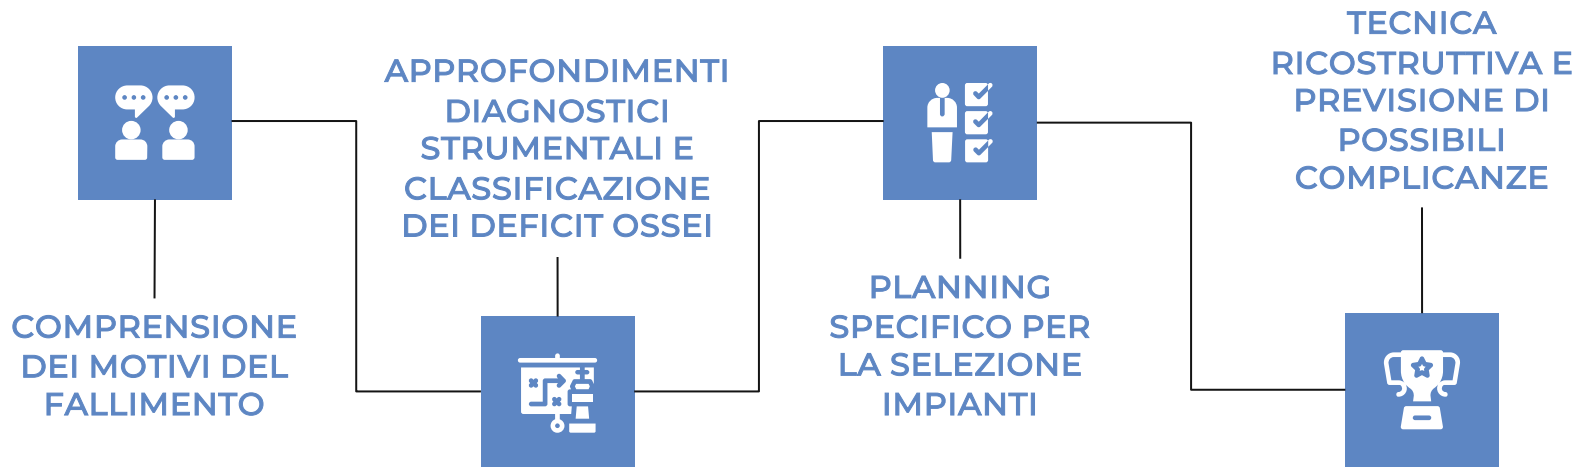 COMPRENSIONE
DEI MOTIVI DEL
FALLIMENTO
APPROFONDIMENTI
DIAGNOSTICI
STRUMENTALI E
CLASSIFICAZIONE
DEI DEFICIT OSSEI
PLANNING
SPECIFICO PER
LA SELEZIONE
IMPIANTI
TECNICA
RICOSTRUTTIVA E
PREVISIONE DI
POSSIBILI
COMPLICANZE